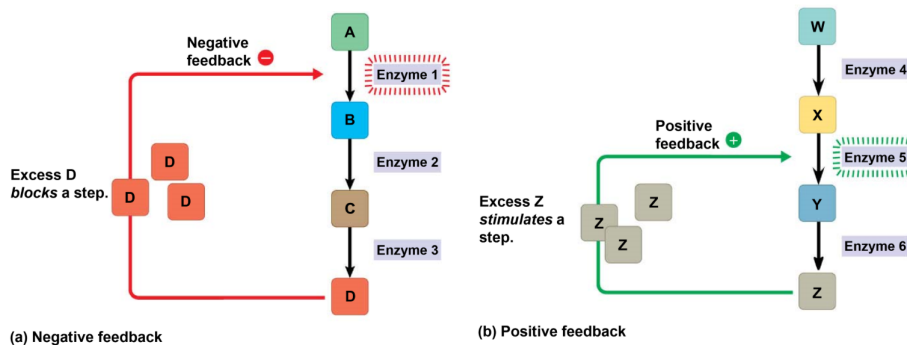 A
Negative
feedback −
Enzyme 1
B
Excess D
blocks a step.
D
D
D
Enzyme 2
C
Enzyme 3
D
(a) Negative feedback
W
Enzyme 4
X
Positive
feedback +
Enzyme 5
Excess Z
stimulates a
step.
Z
Z
Z
Y
Enzyme 6
Z
(b) Positive feedback